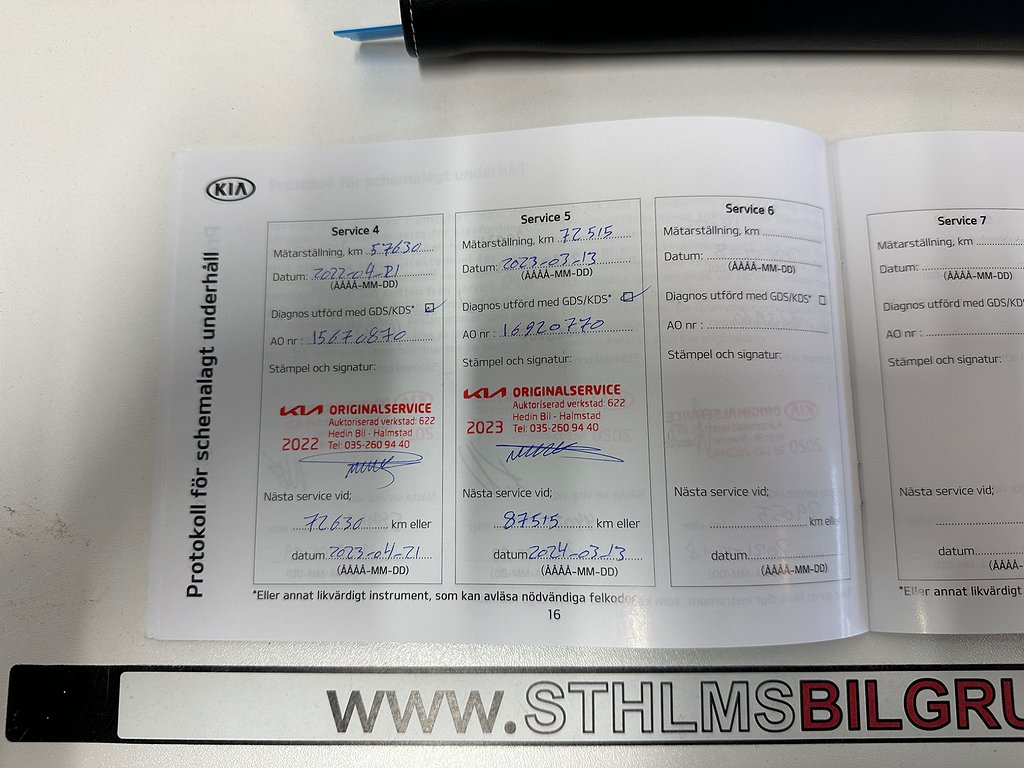 KIA
Protokoll för schemalagt underhåll
Service 4
Mätarställning, km 57630
Datum: 2022-04-21
(ÅÅÅÅ-MM-DD)
Diagnos utförd med GDS/KDS*
AO nr : 15670870
Stämpel och signatur:
KIA ORIGINALSERVICE
Auktoriserad verkstad: 622
Hedin Bil - Halmstad
2022 Tel: 035-260 94 40
Nästa service vid;
72630 km eller
datum 2023-04-21
(ÅÅÅÅ-MM-DD)
Service 5
Mätarställning, km 72515
Datum: 2023-03-13
(ÅÅÅÅ-MM-DD)
Diagnos utförd med GDS/KDS*
AO nr : 16920770
Stämpel och signatur:
KIA ORIGINALSERVICE
Auktoriserad verkstad: 622
Hedin Bil - Halmstad
2023 Tel: 035-260 94 40
Nästa service vid;
87515 km eller
datum 2024-03-13
(ÅÅÅÅ-MM-DD)
Service 6
Mätarställning, km
Datum:
(ÅÅÅÅ-MM-DD)
Diagnos utförd med GDS/KDS*
AO nr :
Stämpel och signatur:
Nästa service vid;
km eller
datum
(ÅÅÅÅ-MM-DD)
*Eller annat likvärdigt instrument, som kan avläsa nödvändiga felkoder
16
Service 7
Mätarställning, km
Datum:
(ÅÅÅÅ-MM-DD)
Diagnos utförd med GDS/KDS
AO nr :
Stämpel och signatur:
Nästa service vid;
datum
(ÅÅÅÅ-
*Eller annat likvärdigt
WWW.STHLMSBILGRU